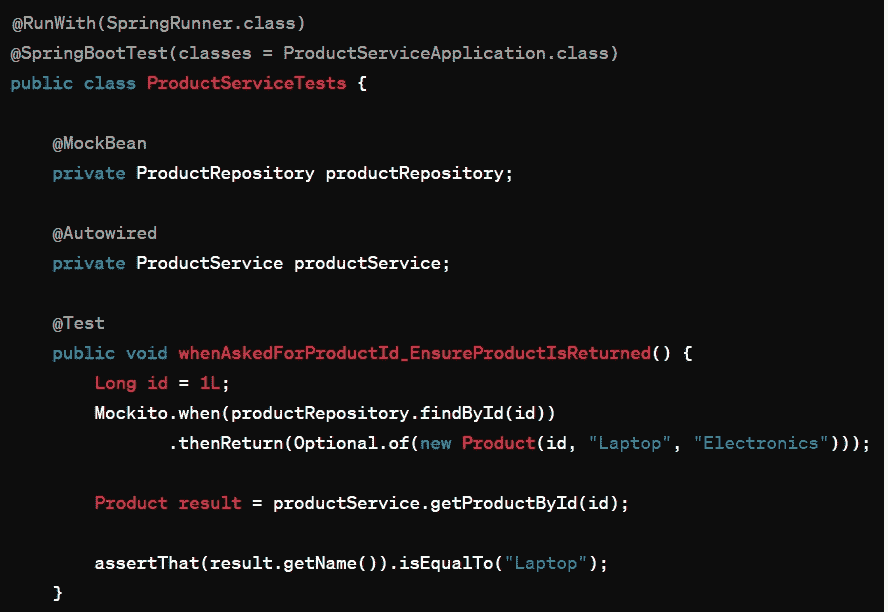 @RunWith(SpringRunner.class)
@SpringBootTest(classes = ProductServiceApplication.class)
public class ProductServiceTests {
@MockBean
private ProductRepository productRepository;
@Autowired
private ProductService productService;
@Test
public void whenAskedForProductId_EnsureProductIsReturned() {
Long id = 1L;
Mockito.when(productRepository.findById(id))
.thenReturn(Optional.of(new Product(id, "Laptop", "Electronics")));
Product result = productService.getProductById(id);
assertThat(result.getName()).isEqualTo("Laptop");
}